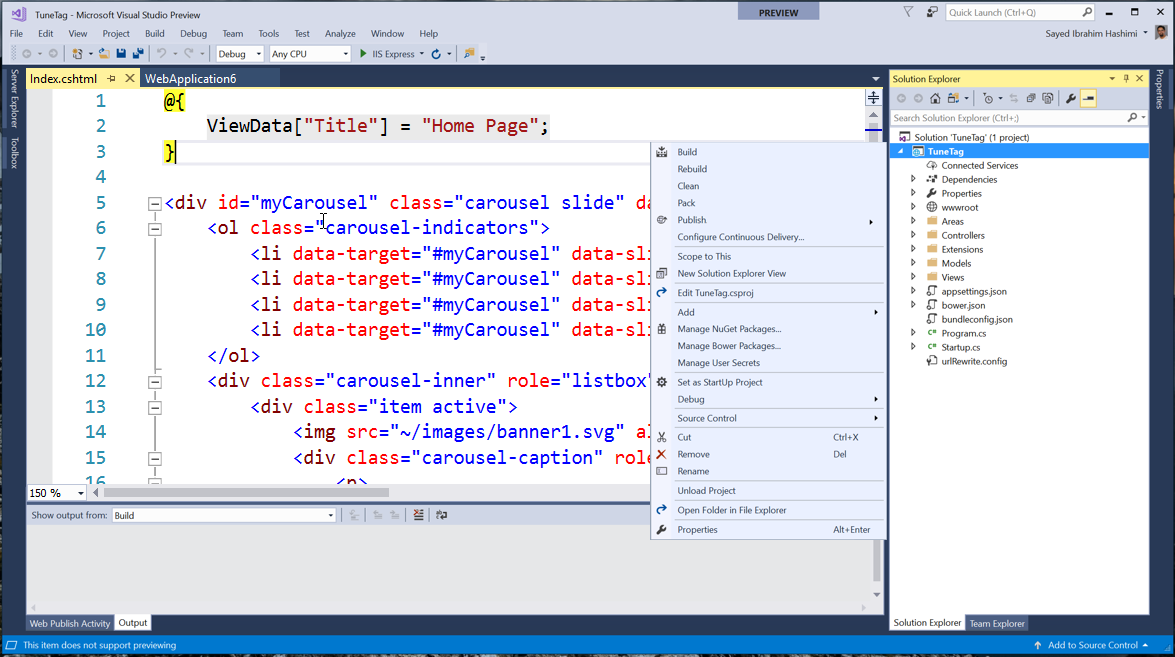 TuneTag - Microsoft Visual Studio Preview
PREVIEW
Quick Launch (Ctrl+Q)
File Edit View Project Build Debug Team Tools Test Analyze Window Help
Sayed Ibrahim Hashimi
Debug Any CPU IIS Express
Server Explorer
Toolbox
Index.cshtml WebApplication6
1 @{
2 ViewData["Title"] = "Home Page";
3 }
4
5 <div id="myCarousel" class="carousel slide" da
6 <ol class="carousel-indicators">
7 <li data-target="#myCarousel" data-sli
8 <li data-target="#myCarousel" data-sli
9 <li data-target="#myCarousel" data-sli
10 <li data-target="#myCarousel" data-sli
11 </ol>
12 <div class="carousel-inner" role="listbox"
13 <div class="item active">
14 <img src="~/images/banner1.svg" al
15 <div class="carousel-caption" role
16 <p>
150 %
Show output from: Build
Web Publish Activity Output
Build
Rebuild
Clean
Pack
Publish
Configure Continuous Delivery...
Scope to This
New Solution Explorer View
Edit TuneTag.csproj
Add
Manage NuGet Packages...
Manage Bower Packages...
Manage User Secrets
Set as StartUp Project
Debug
Source Control
Cut Ctrl+X
Remove Del
Rename
Unload Project
Open Folder in File Explorer
Properties Alt+Enter
Solution Explorer
Search Solution Explorer (Ctrl+;)
Solution 'TuneTag' (1 project)
TuneTag
Connected Services
Dependencies
Properties
wwwroot
Areas
Controllers
Extensions
Models
Views
appsettings.json
bower.json
bundleconfig.json
C# Program.cs
C# Startup.cs
urlRewrite.config
Solution Explorer Team Explorer
Properties
This item does not support previewing
Add to Source Control